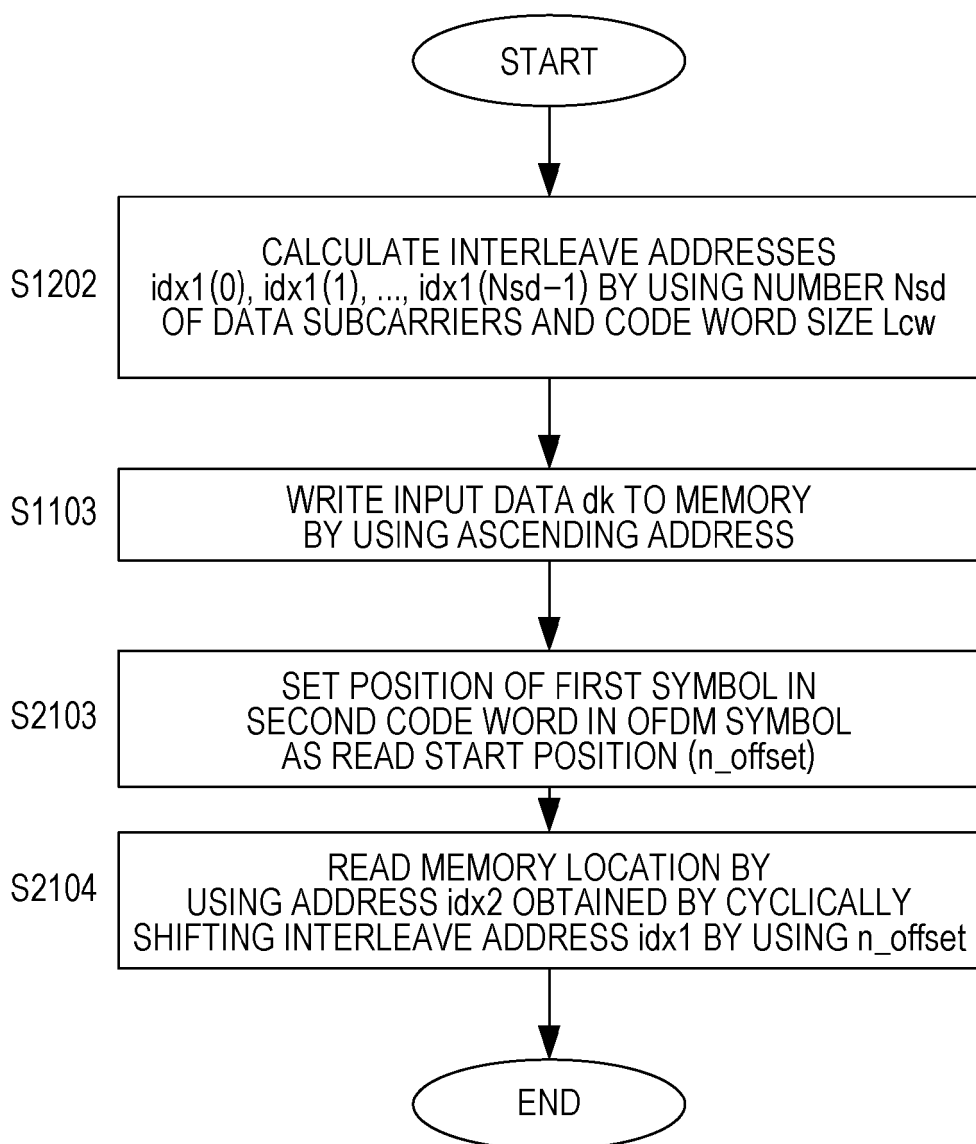 START
S1202
CALCULATE INTERLEAVE ADDRESSES
idx1(0), idx1(1), ..., idx1(Nsd-1) BY USING NUMBER Nsd
OF DATA SUBCARRIERS AND CODE WORD SIZE Lcw
S1103
WRITE INPUT DATA dk TO MEMORY
BY USING ASCENDING ADDRESS
S2103
SET POSITION OF FIRST SYMBOL IN
SECOND CODE WORD IN OFDM SYMBOL
AS READ START POSITION (n_offset)
S2104
READ MEMORY LOCATION BY
USING ADDRESS idx2 OBTAINED BY CYCLICALLY
SHIFTING INTERLEAVE ADDRESS idx1 BY USING n_offset
END